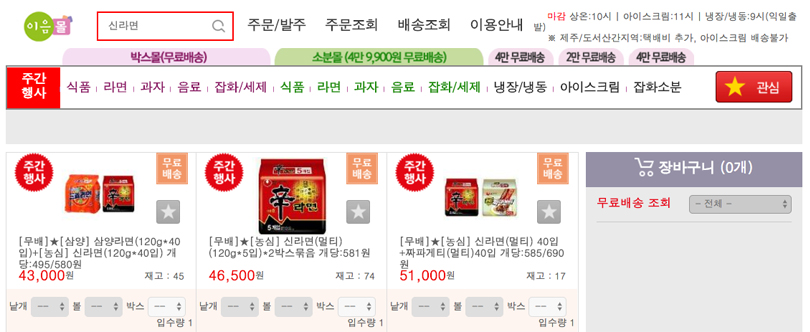 이음몰
신라면
주문/발주 주문조회 배송조회 이용안내
마감 상온:10시 | 아이스크림:11시 | 냉장/냉동:9시(익일출발)
※ 제주/도서산간지역:택배비 추가, 아이스크림 배송불가
박스몰(무료배송) 소분몰 (4만 9,900원 무료배송) 4만 무료배송 2만 무료배송 4만 무료배송
주간
행사
식품 라면 과자 음료 잡화/세제 식품 라면 과자 음료 잡화/세제 냉장/냉동 아이스크림 잡화소분
관심
주간
행사
무료
배송
[무배]★[삼양] 삼양라면(120g*40
입)+[농심] 신라면(120g*40입) 개
당:495/580원
43,000원 재고 : 45
낱개 -- 볼 -- 박스 --
입수량 1
주간
행사
무료
배송
[무배]★[농심] 신라면(멀티)
(120g*5입)*2박스묶음 개당:581원
46,500원 재고 : 74
낱개 -- 볼 -- 박스 --
입수량 1
주간
행사
무료
배송
[무배]★[농심] 신라면(멀티) 40입
+짜파게티(멀티)40입 개당:585/690
원
51,000원 재고 : 17
낱개 -- 볼 -- 박스 --
입수량 1
장바구니 (0개)
무료배송 조회 – 전체 –